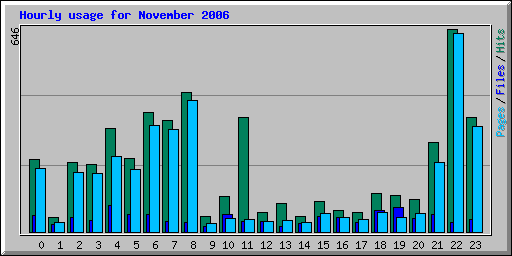 Hourly usage for November 2006
646
Pages / Files / Hits
0 1 2 3 4 5 6 7 8 9 10 11 12 13 14 15 16 17 18 19 20 21 22 23